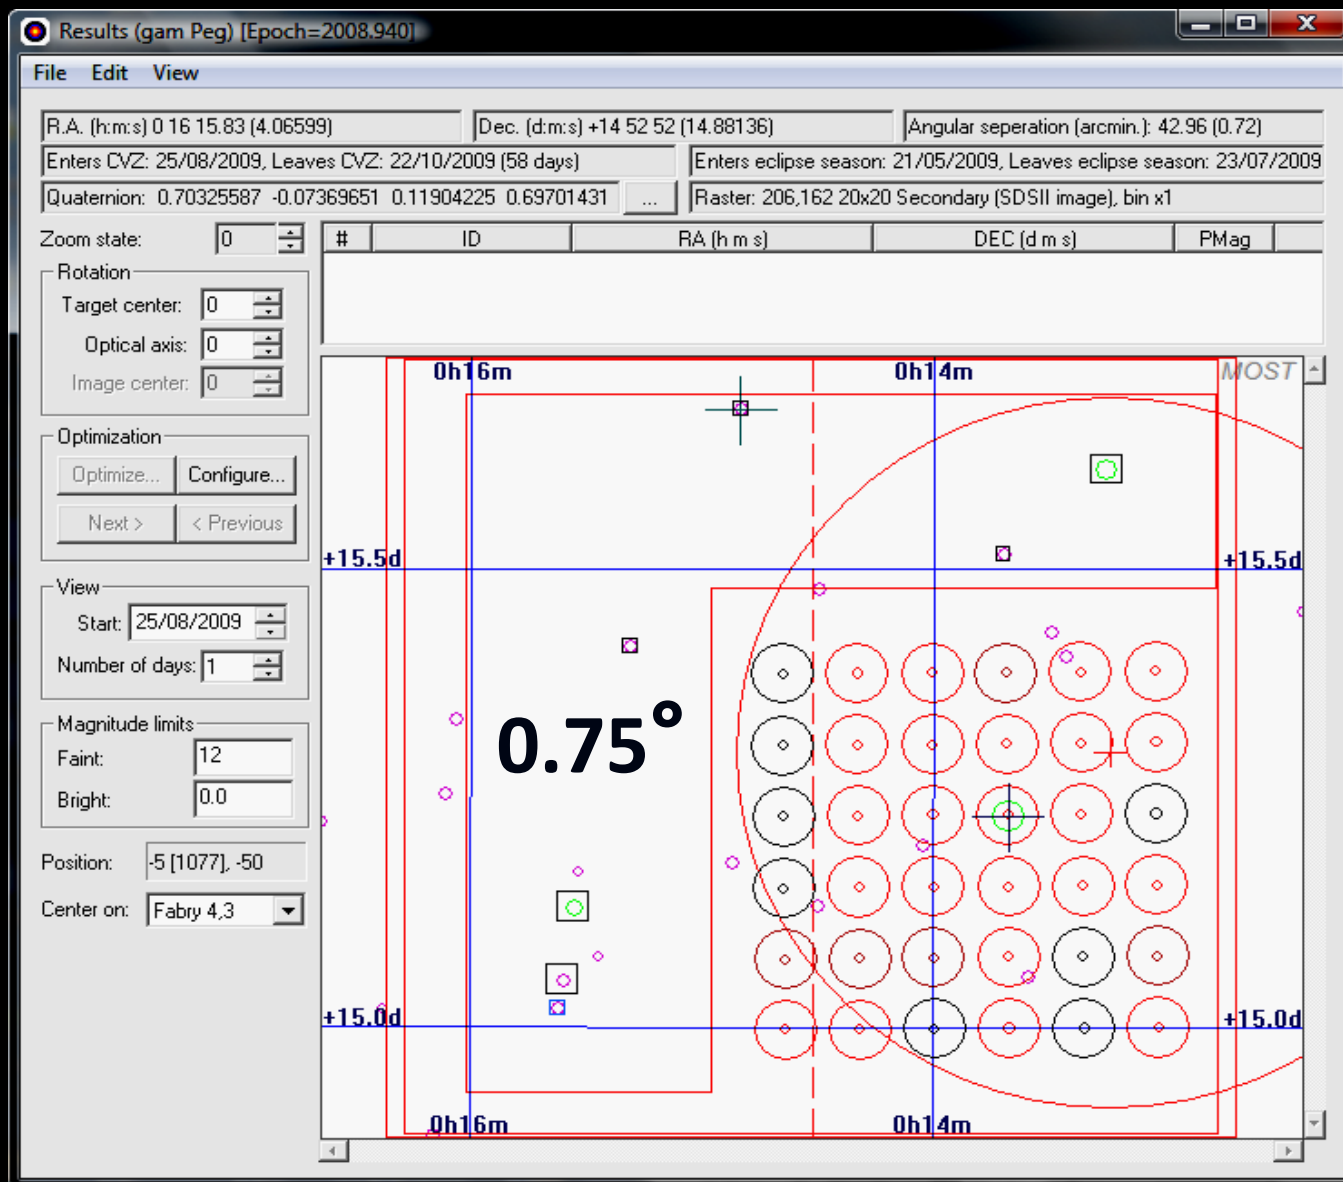 Results (gam Peg) [Epoch=2008.940]
File Edit View
R.A. (h:m:s) 0 16 15.83 (4.06599) Dec. (d:m:s) +14 52 52 (14.88136) Angular seperation (arcmin.): 42.96 (0.72)
Enters CVZ: 25/08/2009, Leaves CVZ: 22/10/2009 (58 days) Enters eclipse season: 21/05/2009, Leaves eclipse season: 23/07/2009
Quaternion: 0.70325587 -0.07369651 0.11904225 0.69701431 ... Raster: 206,162 20x20 Secondary (SDSII image), bin x1
Zoom state: 0
# ID RA (h m s) DEC (d m s) PMag
Rotation
Target center: 0
Optical axis: 0
Image center: 0
Optimization
Optimize... Configure...
Next > < Previous
View
Start: 25/08/2009
Number of days: 1
Magnitude limits
Faint: 12
Bright: 0.0
Position: -5 [1077], -50
Center on: Fabry 4,3
0h16m 0h14m MOST
+15.5d +15.5d
0.75°
+15.0d +15.0d
0h16m 0h14m